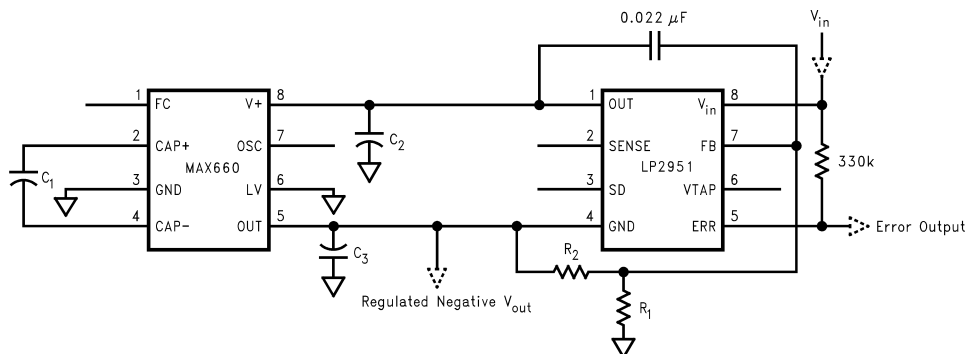 0.022 µF
V_in
1 FC V+ 8
2 CAP+ OSC 7
MAX660
3 GND LV 6
4 CAP- OUT 5
C_1
C_2
C_3
1 OUT V_in 8
2 SENSE FB 7
LP2951
3 SD VTAP 6
4 GND ERR 5
330k
Error Output
R_2
R_1
Regulated Negative V_out